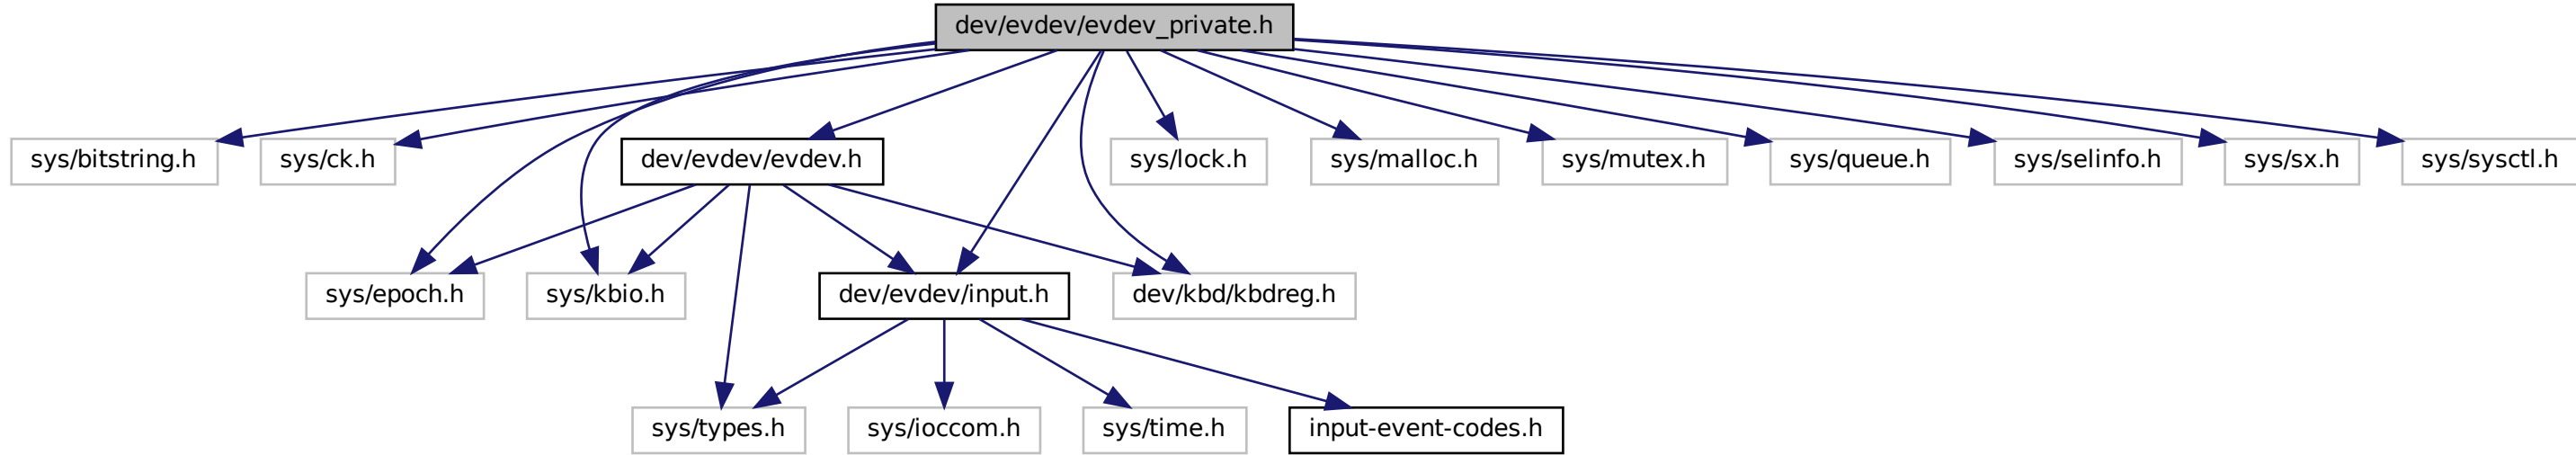 dev/evdev/evdev_private.h
sys/bitstring.h
sys/ck.h
dev/evdev/evdev.h
sys/lock.h
sys/malloc.h
sys/mutex.h
sys/queue.h
sys/selinfo.h
sys/sx.h
sys/sysctl.h
sys/epoch.h
sys/kbio.h
dev/evdev/input.h
dev/kbd/kbdreg.h
sys/types.h
sys/ioccom.h
sys/time.h
input-event-codes.h